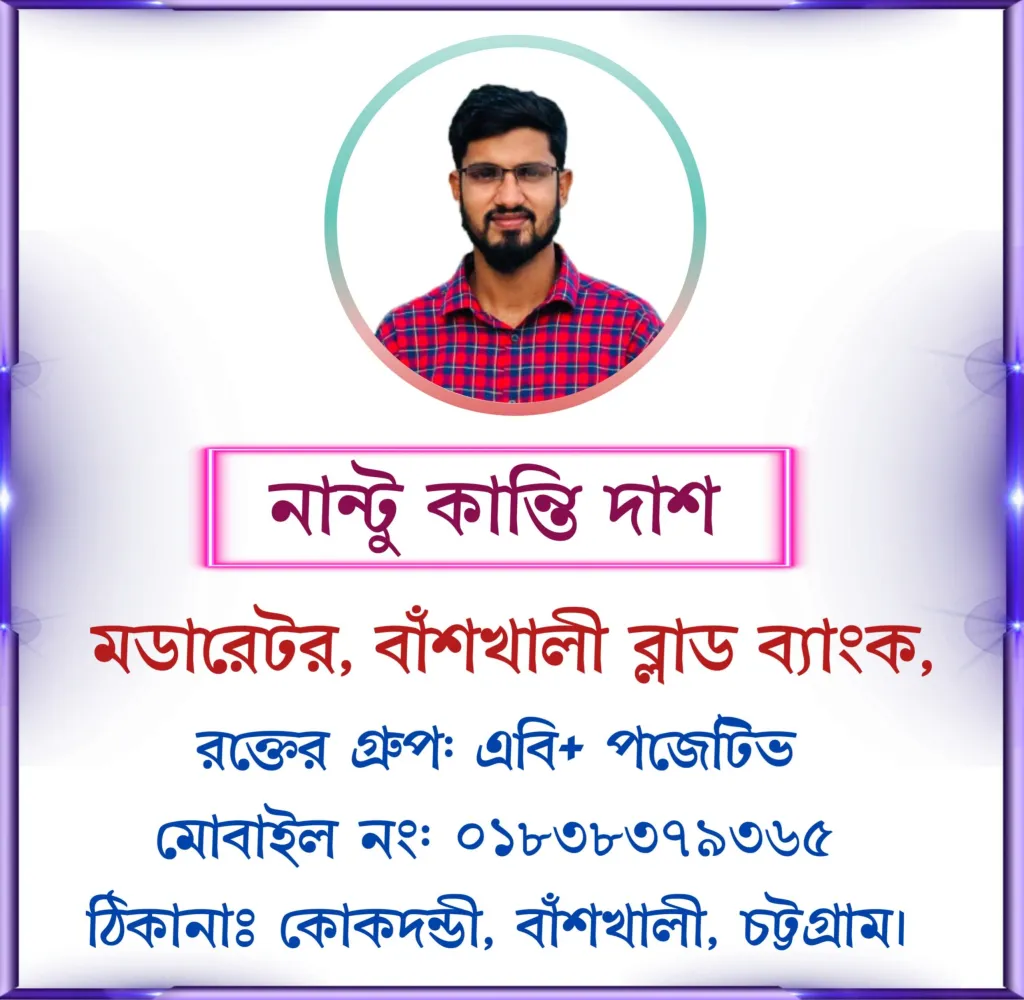 নান্টু কান্তি দাশ
মডারেটর, বাঁশখালী ব্লাড ব্যাংক,
রক্তের গ্রুপঃ এবি+ পজেটিভ
মোবাইল নংঃ ০১৮৩৮৩৭৯৩৬৫
ঠিকানাঃ কোকদন্ডী, বাঁশখালী, চট্টগ্রাম।